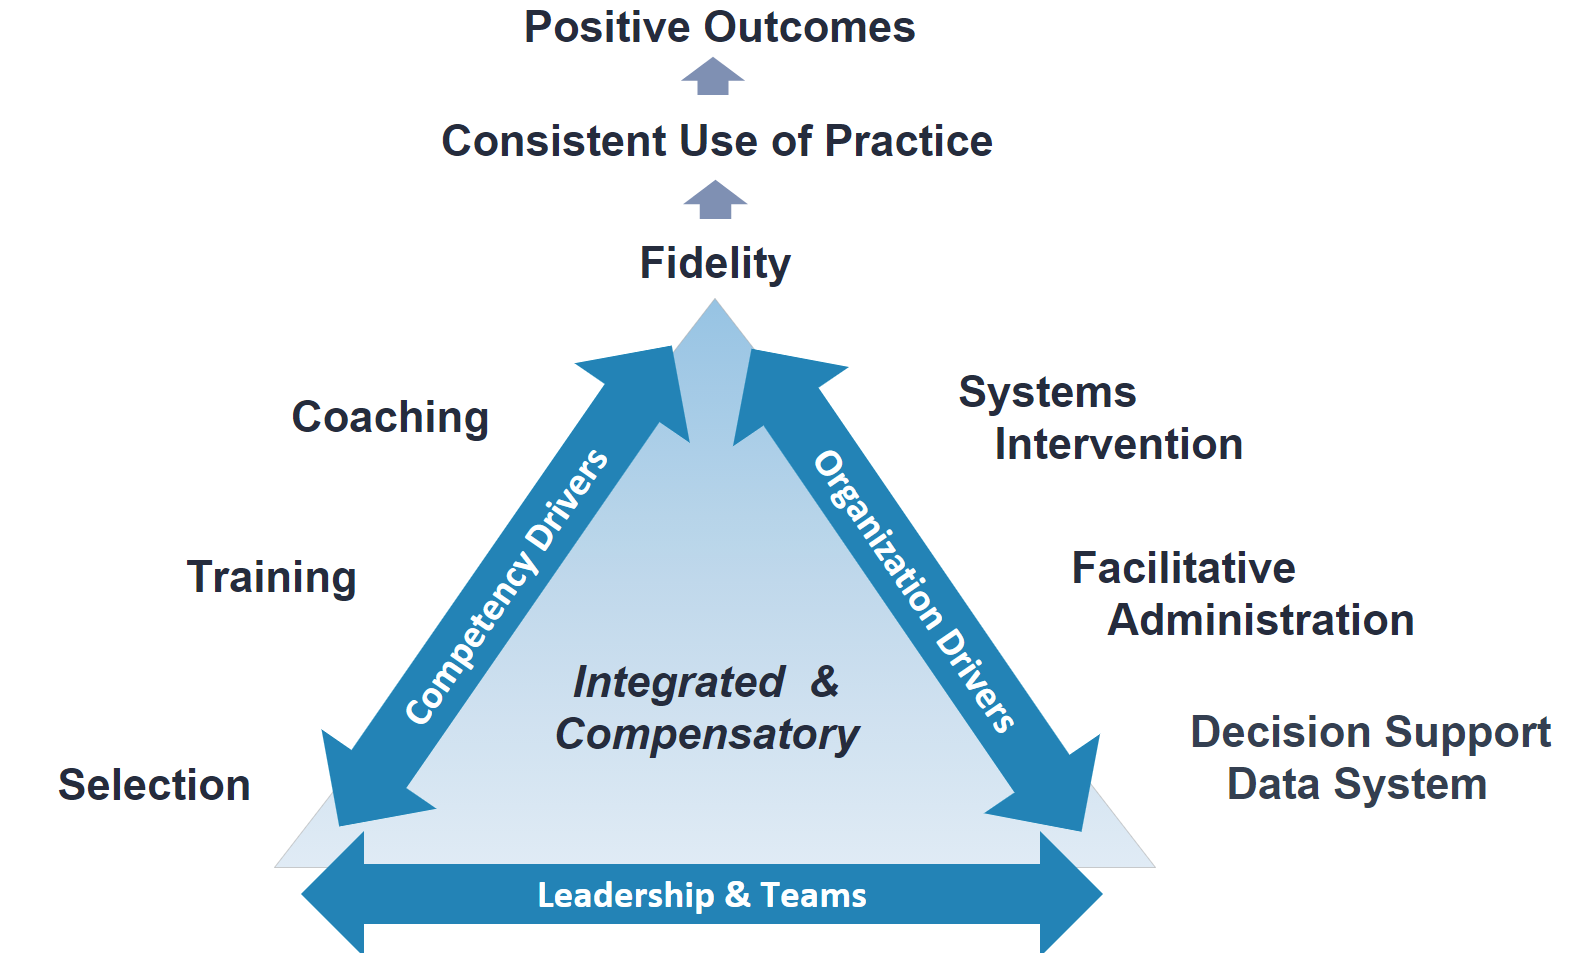 Positive Outcomes
Consistent Use of Practice
Fidelity
Coaching
Training
Selection
Competency Drivers
Integrated & 
Compensatory
Organization Drivers
Systems
Intervention
Facilitative
Administration
Decision Support
Data System
Leadership & Teams